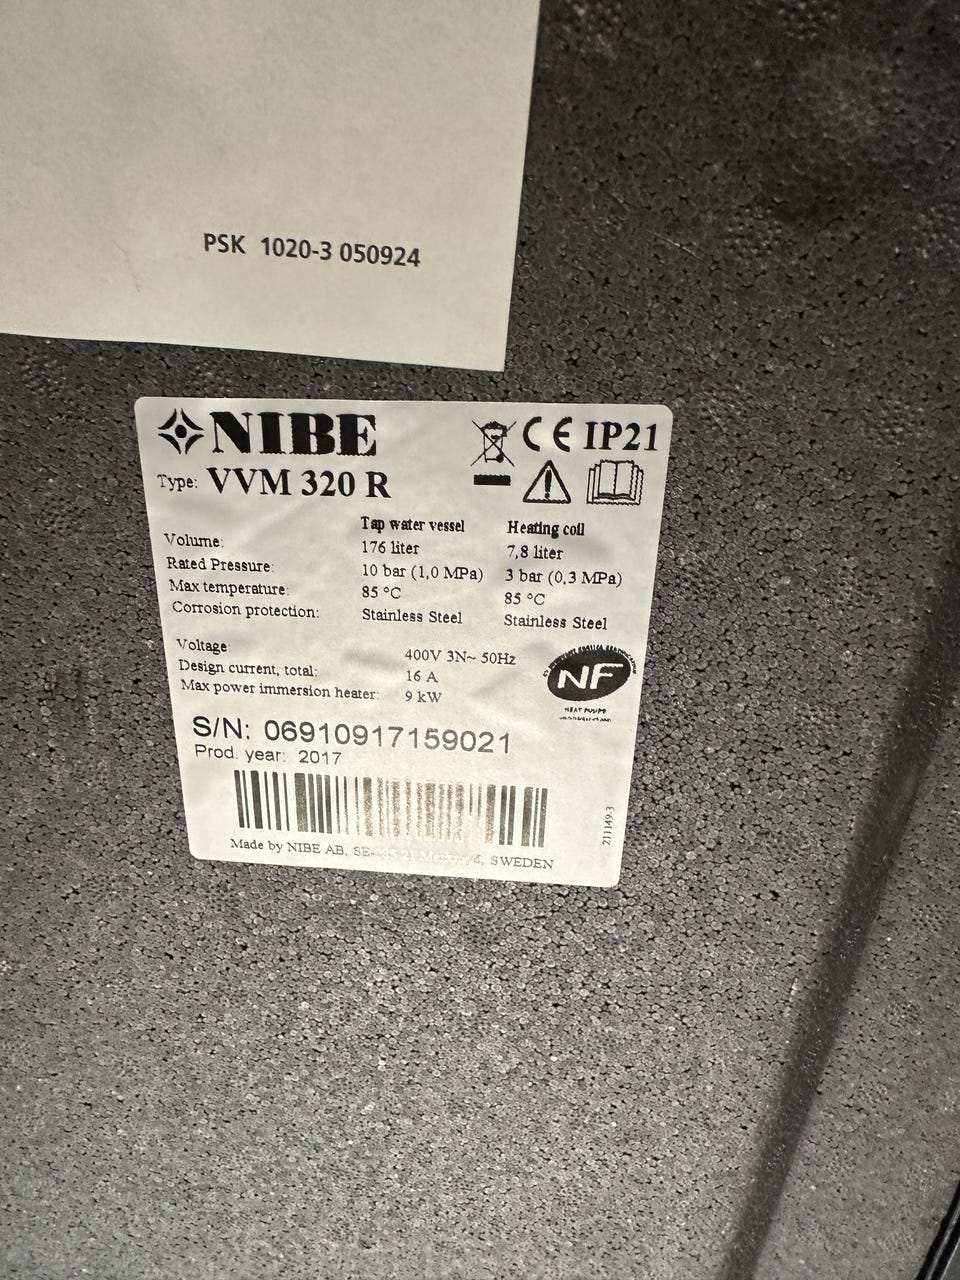 PSK 1020-3 050924
NIBE
CE IP21
Type: VVM 320 R
Tap water vessel Heating coil
Volume: 176 liter 7,8 liter
Rated Pressure: 10 bar (1,0 MPa) 3 bar (0,3 MPa)
Max temperature: 85 °C 85 °C
Corrosion protection: Stainless Steel Stainless Steel
Voltage: 400V 3N~ 50Hz
Design current, total: 16 A
Max power immersion heater: 9 kW
NF
HEAT PUMPS
S/N: 06910917159021
Prod. year: 2017
211149.3
Made by NIBE AB, SWEDEN